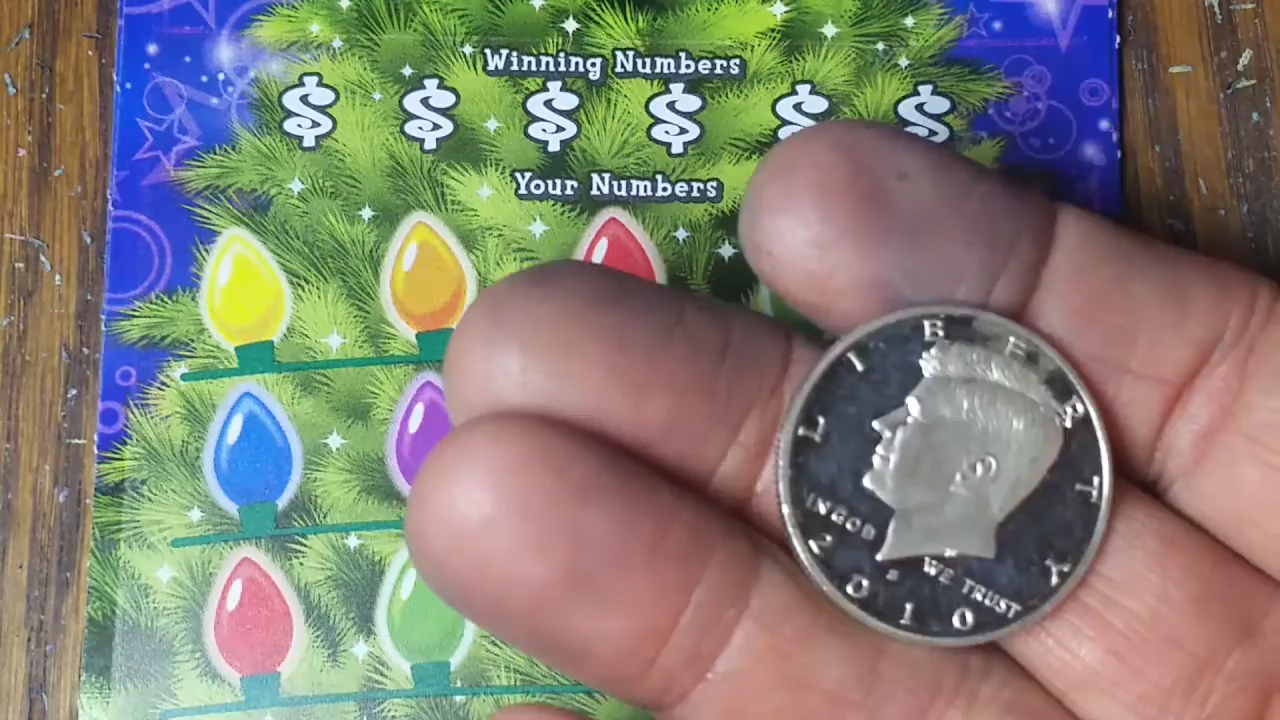 Winning Numbers
$ $ $ $ $ $
Your Numbers
LIBERTY
IN GOD
WE TRUST
2010